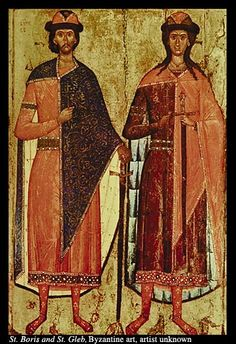 St. Boris and St. Gleb, Byzantine art, artist unknown